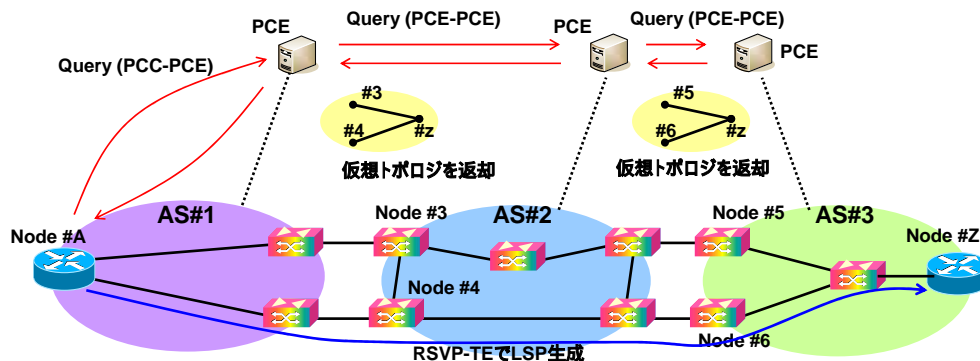 Query (PCE-PCE)
Query (PCE-PCE)
PCE
PCE
PCE
Query (PCC-PCE)
#3
#4
#z
#5
#6
#z
仮想トポロジを返却
仮想トポロジを返却
AS#1
Node #3
AS#2
Node #5
AS#3
Node #A
Node #Z
Node #4
Node #6
RSVP-TEでLSP生成